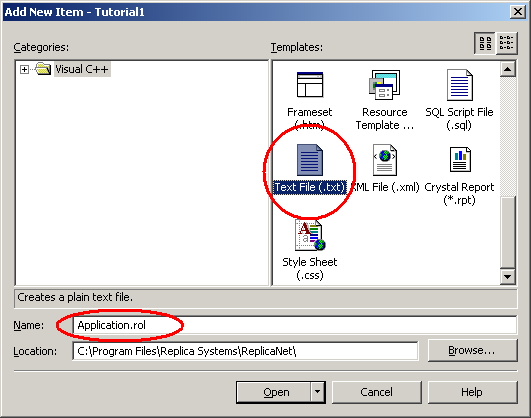 Add New Item - Tutorial1
Categories:
Templates:
Visual C++
Frameset (.htm)
Resource Template ...
SQL Script File (.sql)
Text File (.txt)
XML File (.xml)
Crystal Report (*.rpt)
Style Sheet (.css)
Creates a plain text file.
Name: Application.rol
Location: C:\Program Files\Replica Systems\ReplicaNet\
Browse...
Open
Cancel
Help